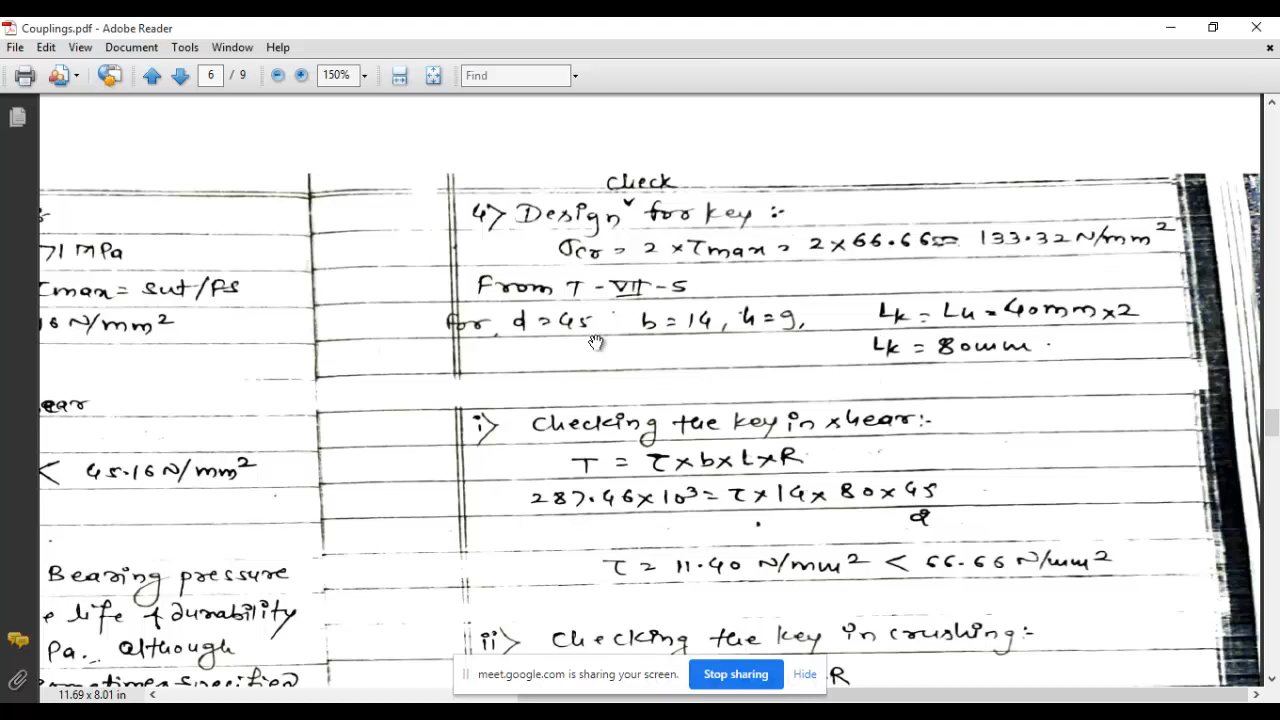 Couplings.pdf - Adobe Reader
File Edit View Document Tools Window Help
6 / 9 150% Find
71 MPa
τmax = sut/Fs
16 N/mm²
ear
< 45.16 N/mm²
Bearing pressure
e life & durability
Pa. although
check
4) Design ˅ for key :-
σcr = 2 × τmax = 2 × 66.66 = 133.32 N/mm²
From T - VII - 5
for, d = 45 b = 14, h = 9, Lk = LH = 40mm × 2
Lk = 80mm.
i) Checking the key in shear:-
T = τ × b × L × R
287.46 × 10³ = τ × 14 × 80 × 45
2
τ = 11.40 N/mm² < 66.66 N/mm²
ii) Checking the key in crushing:-
R
meet.google.com is sharing your screen. Stop sharing Hide
11.69 x 8.01 in